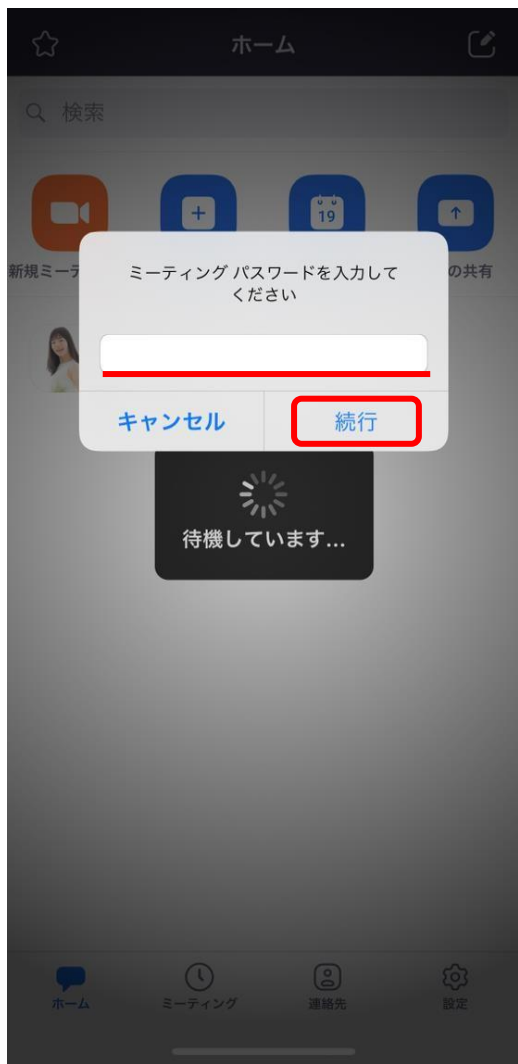 ホーム
検索
19
新規ミーテ
の共有
ミーティング パスワードを入力して
ください
キャンセル
続行
待機しています...
ホーム
ミーティング
連絡先
設定